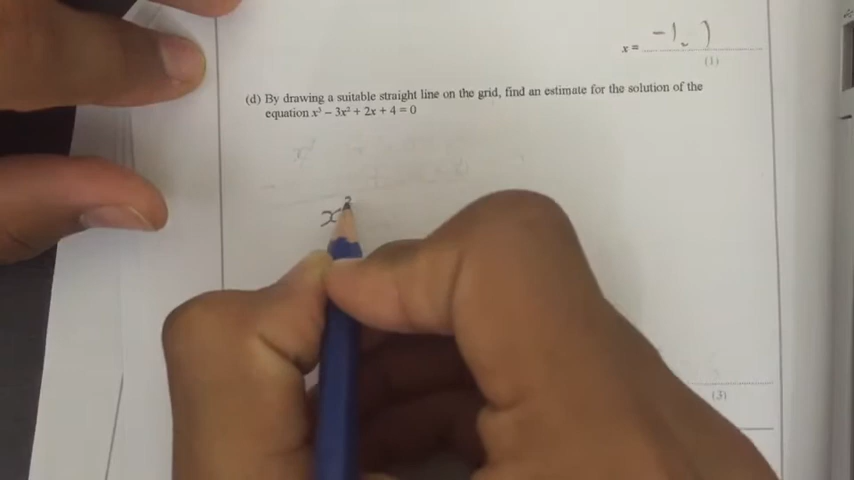 x = -1.
(1)
(d) By drawing a suitable straight line on the grid, find an estimate for the solution of the
equation x³ – 3x² + 2x + 4 = 0
x
(3)